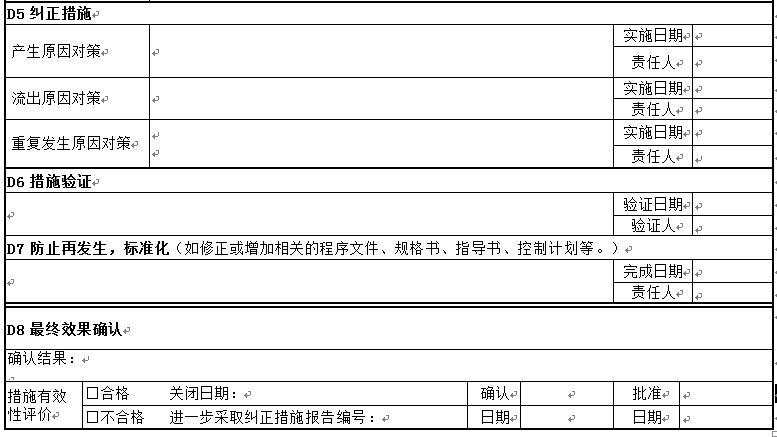 D5 纠正措施
产生原因对策
实施日期
责任人
流出原因对策
实施日期
责任人
重复发生原因对策
实施日期
责任人
D6 措施验证
验证日期
验证人
D7 防止再发生，标准化（如修正或增加相关的程序文件、规格书、指导书、控制计划等。）
完成日期
责任人
D8 最终效果确认
确认结果：
措施有效
性评价
□合格 关闭日期： 确认 批准
□不合格 进一步采取纠正措施报告编号： 日期 日期